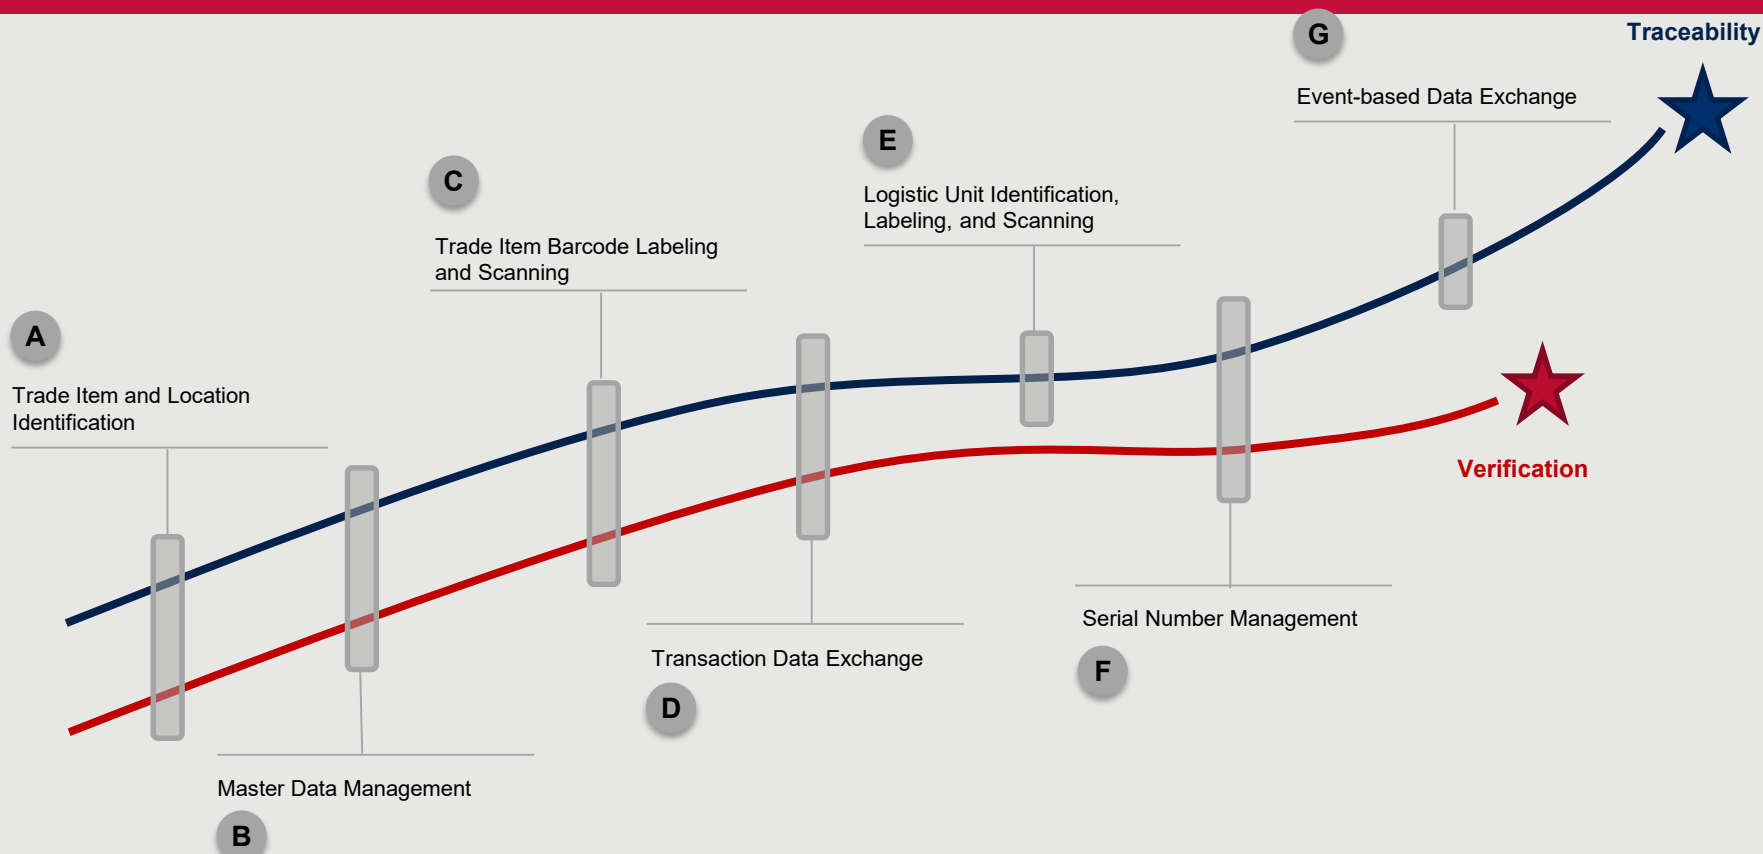 G
Traceability
Event-based Data Exchange
E
C
Logistic Unit Identification,
Labeling, and Scanning
Trade Item Barcode Labeling
and Scanning
A
Trade Item and Location
Identification
Verification
Serial Number Management
Transaction Data Exchange
F
D
Master Data Management
B